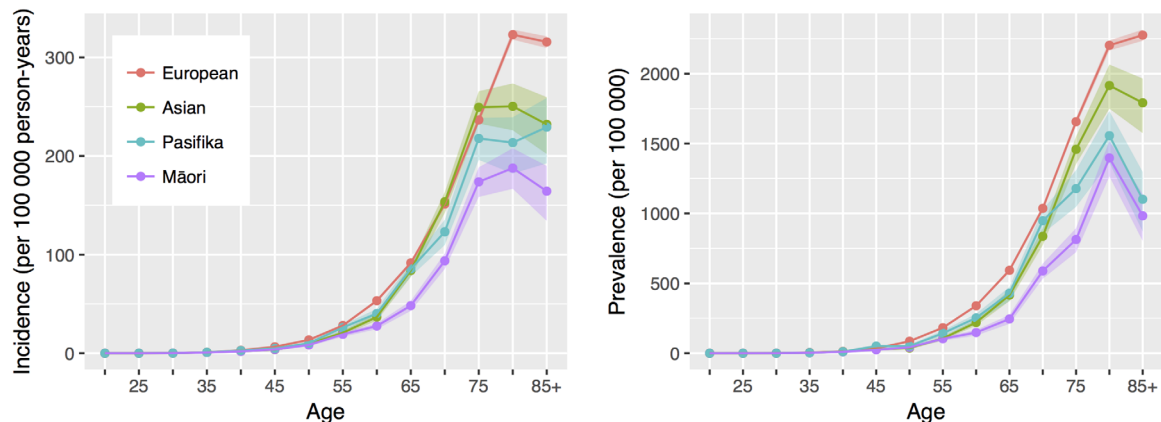 Incidence (per 100 000 person-years)
300
200
100
0
European
Asian
Pasifika
Māori
25 35 45 55 65 75 85+
Age
Prevalence (per 100 000)
2000
1500
1000
500
0
25 35 45 55 65 75 85+
Age